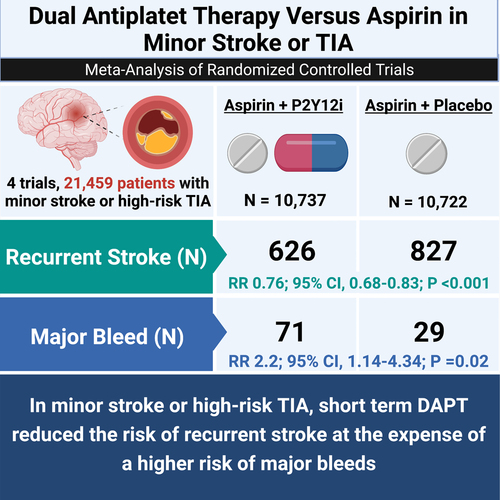 Dual Antiplatet Therapy Versus Aspirin in
Minor Stroke or TIA
Meta-Analysis of Randomized Controlled Trials
Aspirin + P2Y12i
Aspirin + Placebo
4 trials, 21,459 patients with
minor stroke or high-risk TIA
N = 10,737
N = 10,722
Recurrent Stroke (N)
626
827
RR 0.76; 95% CI, 0.68-0.83; P <0.001
Major Bleed (N)
71
29
RR 2.2; 95% CI, 1.14-4.34; P =0.02
In minor stroke or high-risk TIA, short term DAPT
reduced the risk of recurrent stroke at the expense of
a higher risk of major bleeds